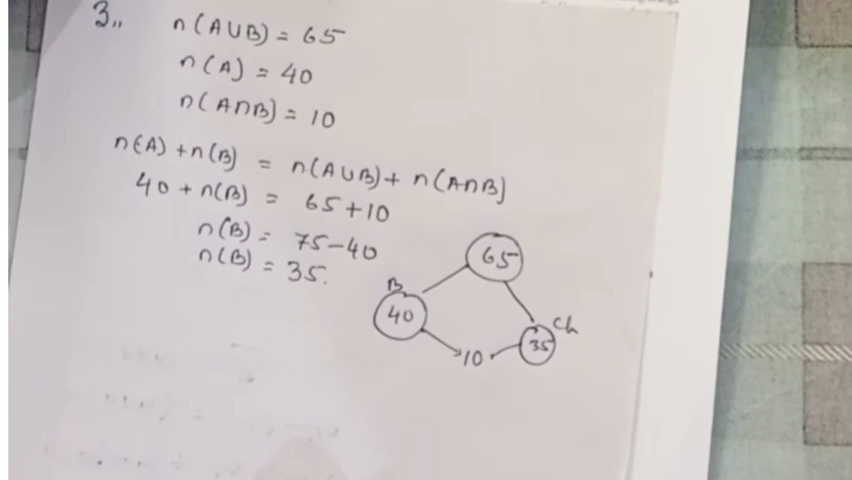 3,,
n(A∪B) = 65
n(A) = 40
n(A∩B) = 10
n(A) + n(B) = n(A∪B) + n(A∩B)
40 + n(B) = 65+10
n(B) = 75-40
n(B) = 35.
65
B
40
Ch
35
10